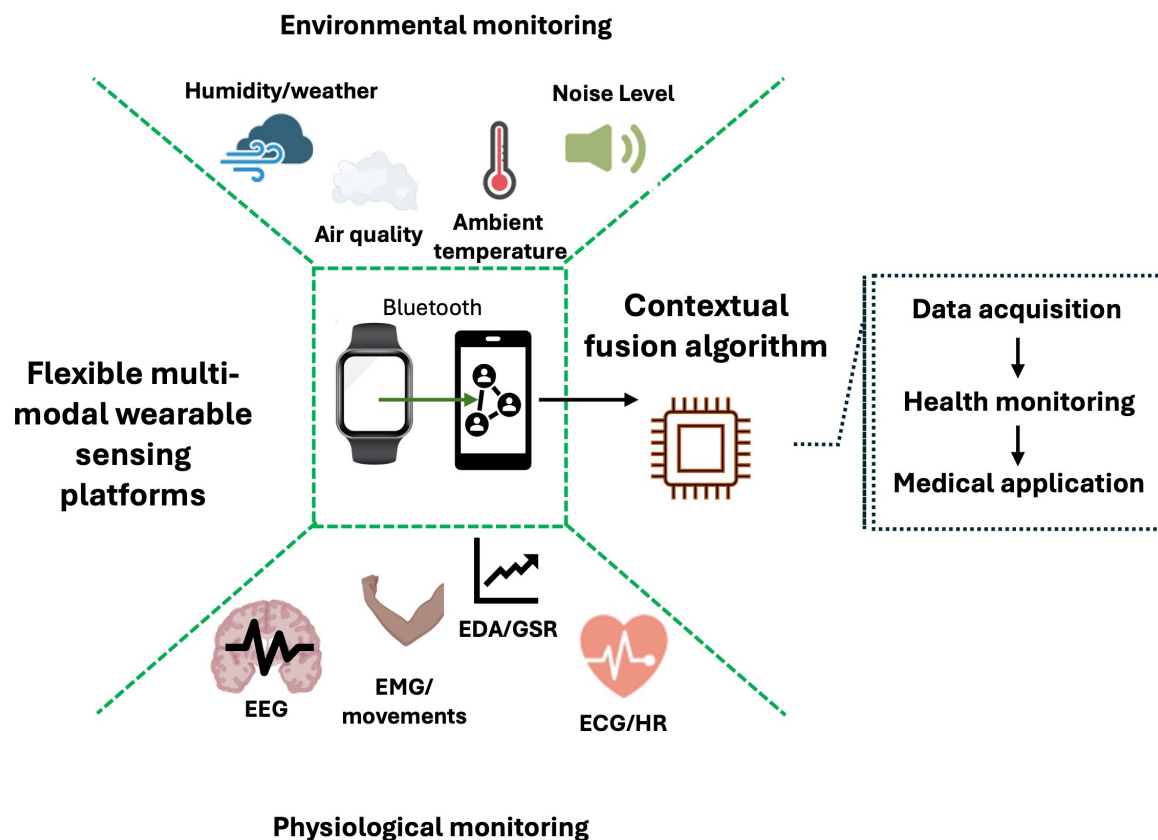 Environmental monitoring
Humidity/weather
Noise Level
Air quality
Ambient
temperature
Bluetooth
Flexible multi-
modal wearable
sensing
platforms
Contextual
fusion algorithm
Data acquisition
Health monitoring
Medical application
EEG
EMG/
movements
EDA/GSR
ECG/HR
Physiological monitoring